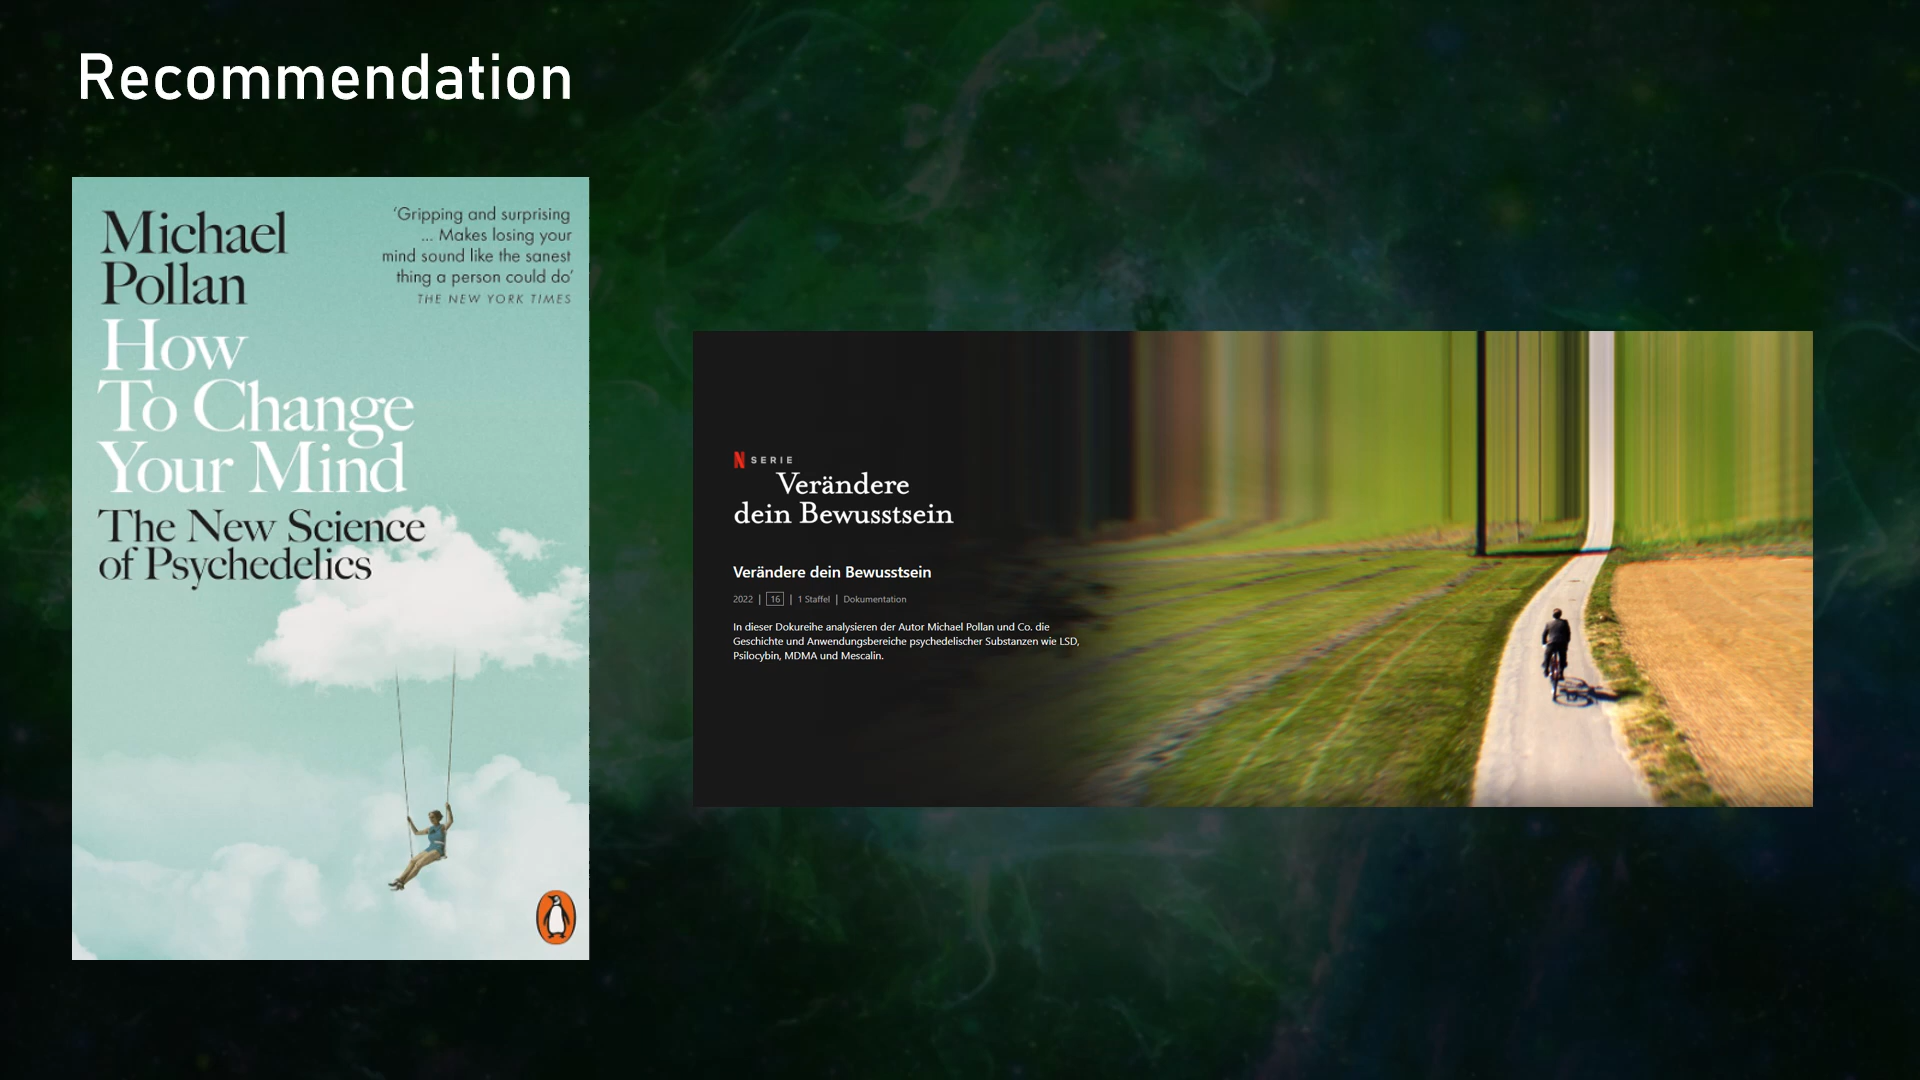 Recommendation
Michael
Pollan
‘Gripping and surprising
... Makes losing your
mind sound like the sanest
thing a person could do’
THE NEW YORK TIMES
How
To Change
Your Mind
The New Science
of Psychedelics
N SERIE
Verändere
dein Bewusstsein
Verändere dein Bewusstsein
2022 | 16 | 1 Staffel | Dokumentation
In dieser Dokureihe analysieren der Autor Michael Pollan und Co. die
Geschichte und Anwendungsbereiche psychedelischer Substanzen wie LSD,
Psilocybin, MDMA und Mescalin.